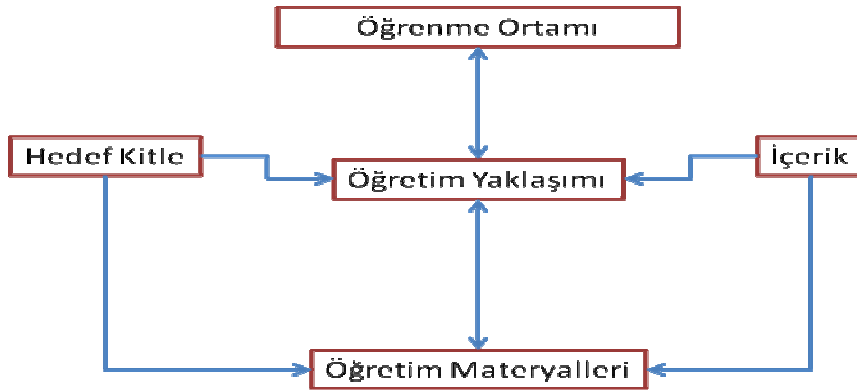 Öğrenme Ortamı
Hedef Kitle
İçerik
Öğretim Yaklaşımı
Öğretim Materyalleri